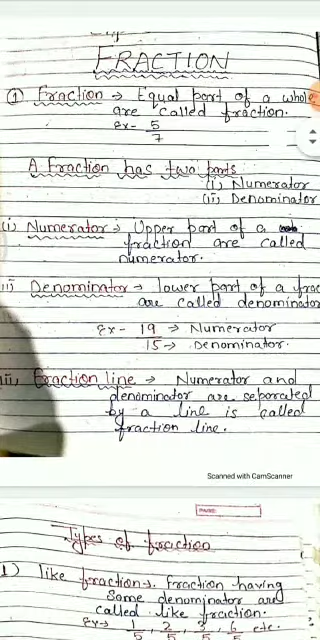 FRACTION
① Fraction → Equal part of a whole
are called fraction.
Ex- 5/7
A fraction has two parts
(i) Numerator
(ii) Denominator
(i) Numerator → Upper part of a
fraction are called
numerator.
ii) Denominator → lower part of a frac
are called denominator
Ex- 19 → Numerator
15 → Denominator.
iii) Fraction line → Numerator and
denominator are seperated
by a line is called
fraction line.
Scanned with CamScanner
PAGE:
Types of fraction
1) like fraction →. Fraction having
Same denominator are
called like fraction.
Ex → 1/5, 2/5, 3/5, 6/5 etc.